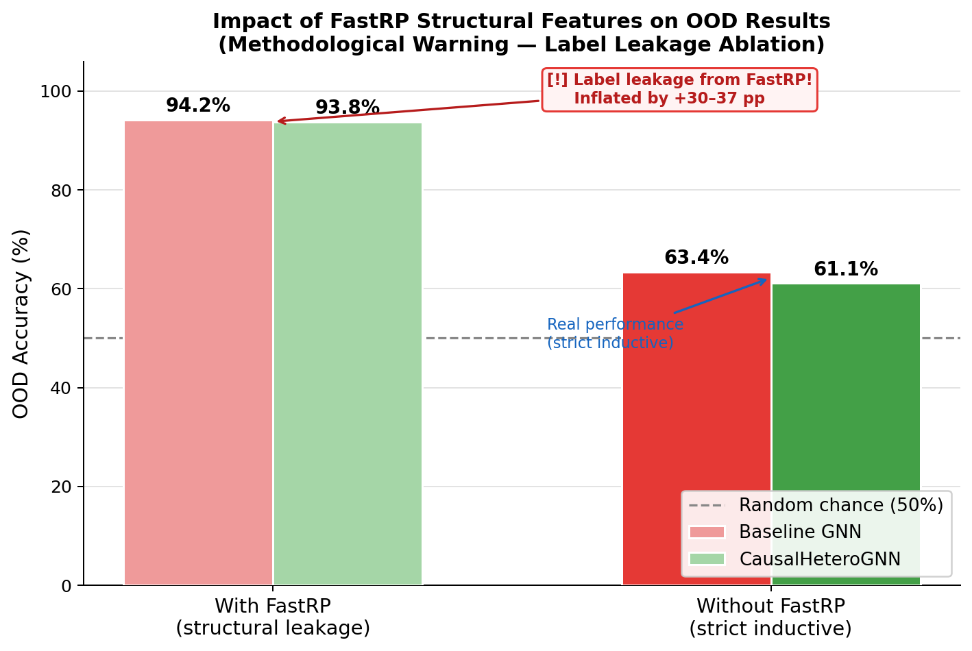 Impact of FastRP Structural Features on OOD Results
(Methodological Warning — Label Leakage Ablation)
[!] Label leakage from FastRP!
Inflated by +30–37 pp
94.2%
93.8%
63.4%
61.1%
Real performance
(strict inductive)
OOD Accuracy (%)
100
80
60
40
20
0
Random chance (50%)
Baseline GNN
CausalHeteroGNN
With FastRP
(structural leakage)
Without FastRP
(strict inductive)